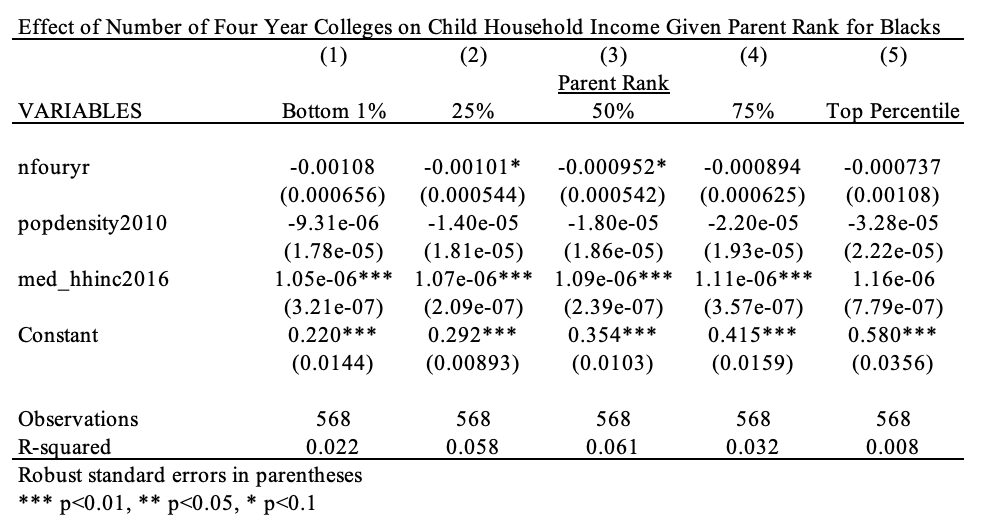 Effect of Number of Four Year Colleges on Child Household Income Given Parent Rank for Blacks
(1) (2) (3) (4) (5)
Parent Rank
VARIABLES Bottom 1% 25% 50% 75% Top Percentile
nfouryr -0.00108 -0.00101* -0.000952* -0.000894 -0.000737
(0.000656) (0.000544) (0.000542) (0.000625) (0.00108)
popdensity2010 -9.31e-06 -1.40e-05 -1.80e-05 -2.20e-05 -3.28e-05
(1.78e-05) (1.81e-05) (1.86e-05) (1.93e-05) (2.22e-05)
med_hhinc2016 1.05e-06*** 1.07e-06*** 1.09e-06*** 1.11e-06*** 1.16e-06
(3.21e-07) (2.09e-07) (2.39e-07) (3.57e-07) (7.79e-07)
Constant 0.220*** 0.292*** 0.354*** 0.415*** 0.580***
(0.0144) (0.00893) (0.0103) (0.0159) (0.0356)
Observations 568 568 568 568 568
R-squared 0.022 0.058 0.061 0.032 0.008
Robust standard errors in parentheses
*** p<0.01, ** p<0.05, * p<0.1